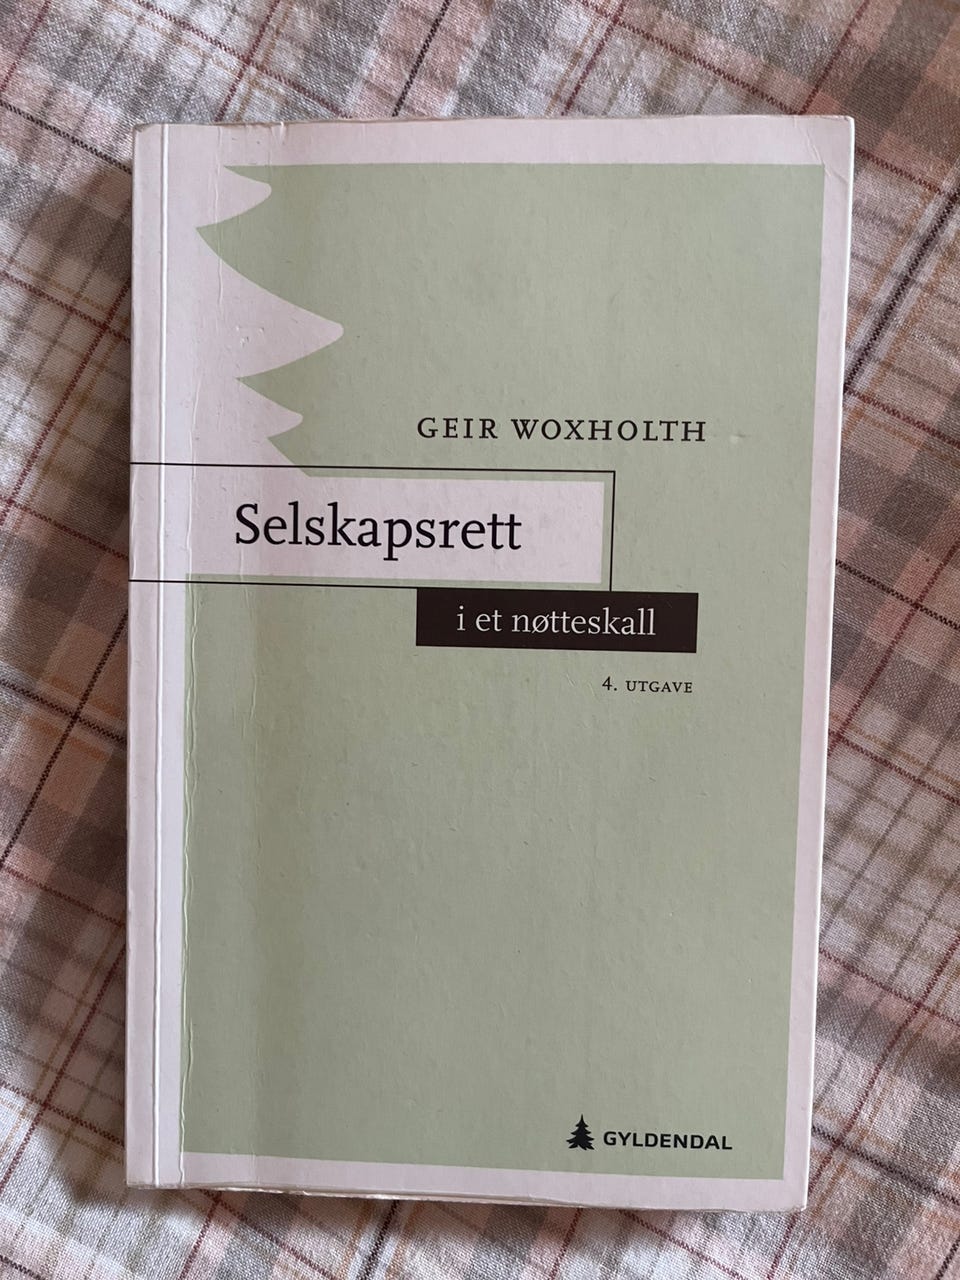 GEIR WOXHOLTH
Selskapsrett
i et nøtteskall
4. UTGAVE
GYLDENDAL